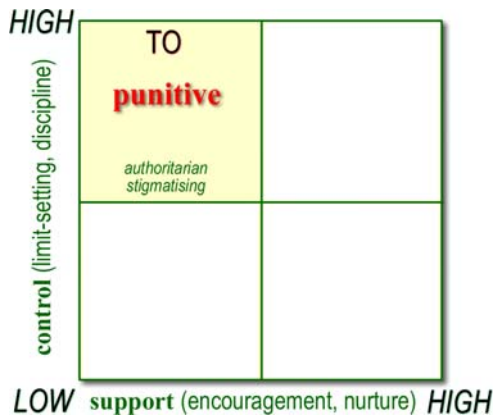 HIGH
TO
punitive
authoritarian
stigmatising
control (limit-setting, discipline)
LOW support (encouragement, nurture) HIGH